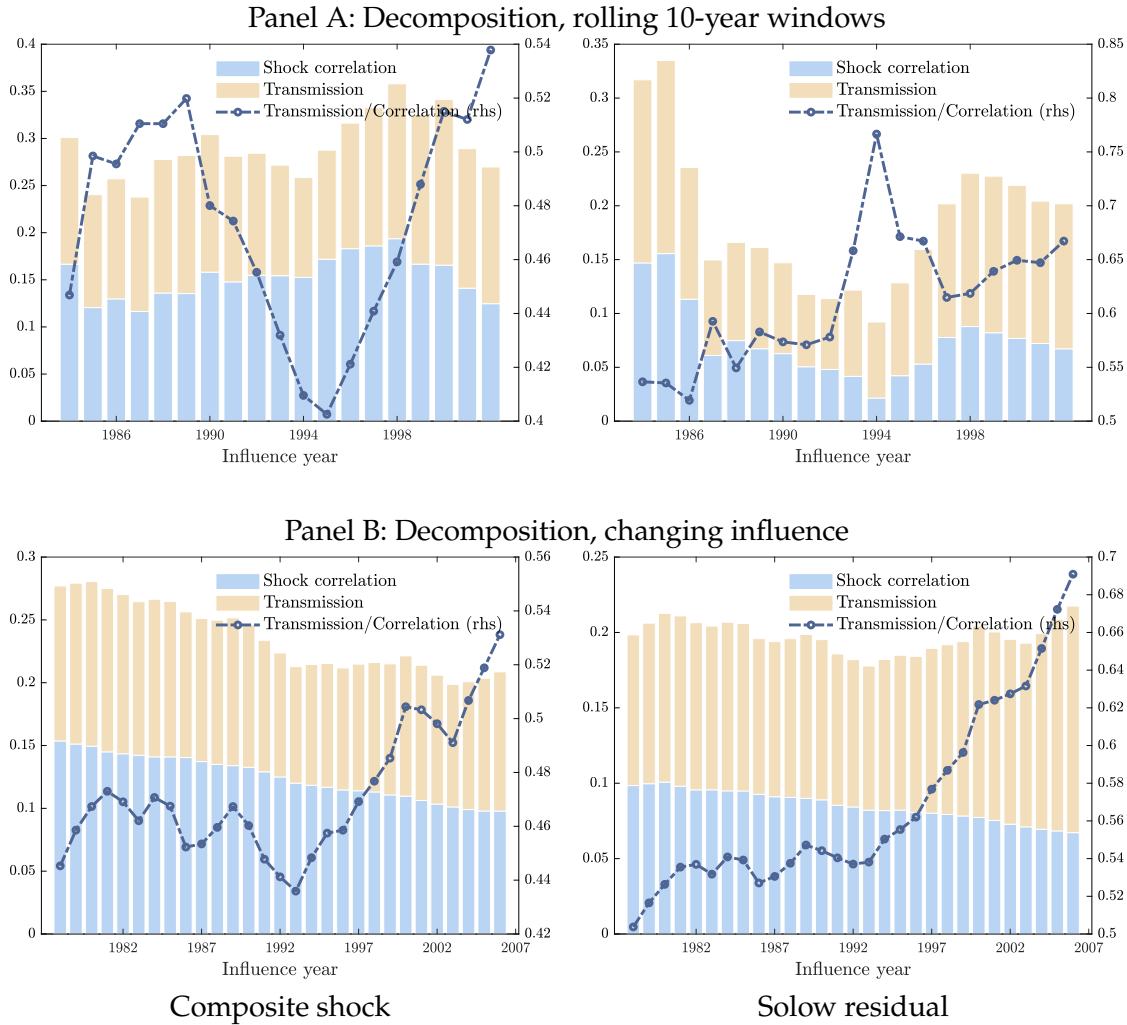 Panel A: Decomposition, rolling 10-year windows
0.4
0.35
0.3
0.25
0.2
0.15
0.1
0.05
0
0.54
0.52
0.5
0.48
0.46
0.44
0.42
0.4
Shock correlation
Transmission
Transmission/Correlation (rhs)
1986 1990 1994 1998
Influence year
0.35
0.3
0.25
0.2
0.15
0.1
0.05
0
0.85
0.8
0.75
0.7
0.65
0.6
0.55
0.5
Shock correlation
Transmission
Transmission/Correlation (rhs)
1986 1990 1994 1998
Influence year
Panel B: Decomposition, changing influence
0.3
0.25
0.2
0.15
0.1
0.05
0
0.56
0.54
0.52
0.5
0.48
0.46
0.44
0.42
Shock correlation
Transmission
Transmission/Correlation (rhs)
1982 1987 1992 1997 2002 2007
Influence year
0.25
0.2
0.15
0.1
0.05
0
0.7
0.68
0.66
0.64
0.62
0.6
0.58
0.56
0.54
0.52
0.5
Shock correlation
Transmission
Transmission/Correlation (rhs)
1982 1987 1992 1997 2002 2007
Influence year
Composite shock
Solow residual